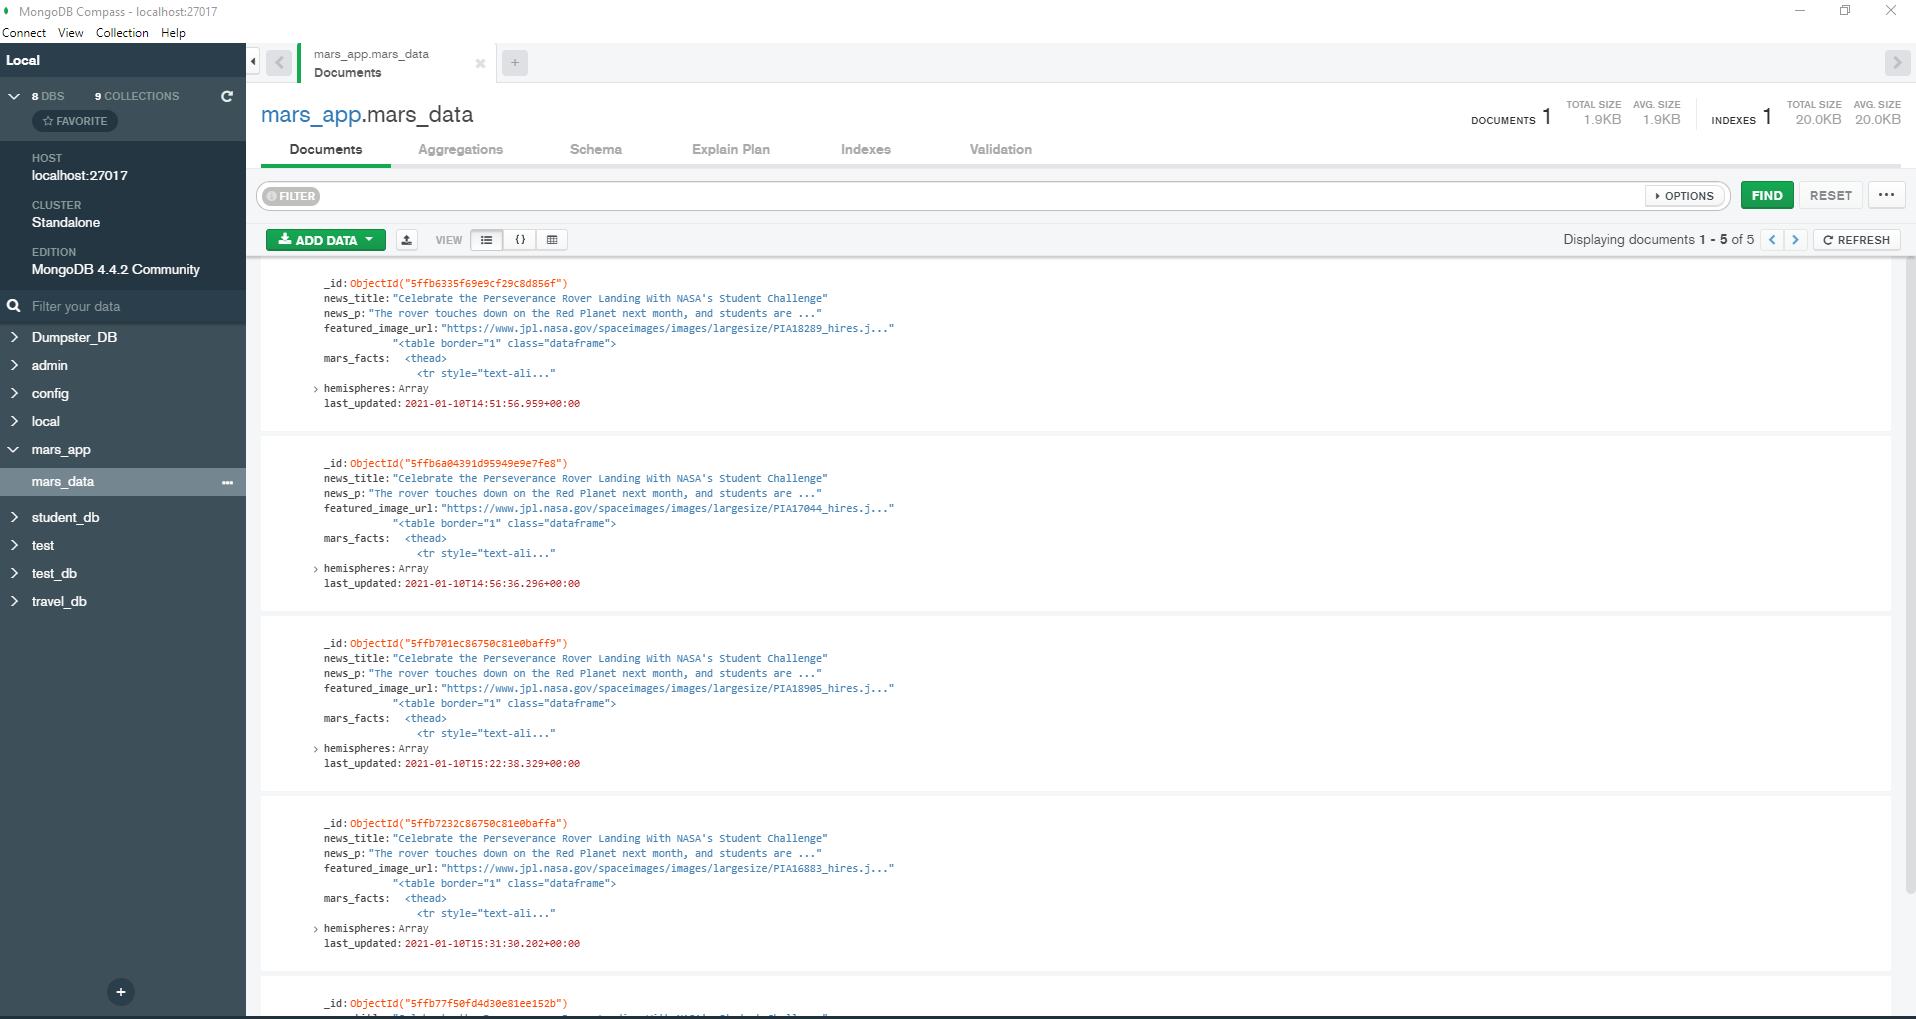 MongoDB Compass - localhost:27017
Connect View Collection Help
Local
8 DBS 9 COLLECTIONS
FAVORITE
HOST
localhost:27017
CLUSTER
Standalone
EDITION
MongoDB 4.4.2 Community
Filter your data
Dumpster_DB
admin
config
local
mars_app
mars_data
student_db
test
test_db
travel_db
mars_app.mars_data
Documents
mars_app.mars_data
DOCUMENTS 1 TOTAL SIZE 1.9KB AVG. SIZE 1.9KB INDEXES 1 TOTAL SIZE 20.0KB AVG. SIZE 20.0KB
Documents Aggregations Schema Explain Plan Indexes Validation
FILTER OPTIONS FIND RESET ...
ADD DATA VIEW {} Displaying documents 1 - 5 of 5 < > REFRESH
_id: ObjectId("5ffb6335f69e9cf29c8d856f")
news_title: "Celebrate the Perseverance Rover Landing With NASA's Student Challenge"
news_p: "The rover touches down on the Red Planet next month, and students are ..."
featured_image_url: "https://www.jpl.nasa.gov/spaceimages/images/largesize/PIA18289_hires.j..."
"<table border="1" class="dataframe">
mars_facts: <thead>
<tr style="text-ali..."
hemispheres: Array
last_updated: 2021-01-10T14:51:56.959+00:00
_id: ObjectId("5ffb6a04391d95949e9e7fe8")
news_title: "Celebrate the Perseverance Rover Landing With NASA's Student Challenge"
news_p: "The rover touches down on the Red Planet next month, and students are ..."
featured_image_url: "https://www.jpl.nasa.gov/spaceimages/images/largesize/PIA17044_hires.j..."
"<table border="1" class="dataframe">
mars_facts: <thead>
<tr style="text-ali..."
hemispheres: Array
last_updated: 2021-01-10T14:56:36.296+00:00
_id: ObjectId("5ffb701ec86750c81e0baff9")
news_title: "Celebrate the Perseverance Rover Landing With NASA's Student Challenge"
news_p: "The rover touches down on the Red Planet next month, and students are ..."
featured_image_url: "https://www.jpl.nasa.gov/spaceimages/images/largesize/PIA18905_hires.j..."
"<table border="1" class="dataframe">
mars_facts: <thead>
<tr style="text-ali..."
hemispheres: Array
last_updated: 2021-01-10T15:22:38.329+00:00
_id: ObjectId("5ffb7232c86750c81e0baffa")
news_title: "Celebrate the Perseverance Rover Landing With NASA's Student Challenge"
news_p: "The rover touches down on the Red Planet next month, and students are ..."
featured_image_url: "https://www.jpl.nasa.gov/spaceimages/images/largesize/PIA16883_hires.j..."
"<table border="1" class="dataframe">
mars_facts: <thead>
<tr style="text-ali..."
hemispheres: Array
last_updated: 2021-01-10T15:31:30.202+00:00
_id: ObjectId("5ffb77f50fd4d30e81ee152b")